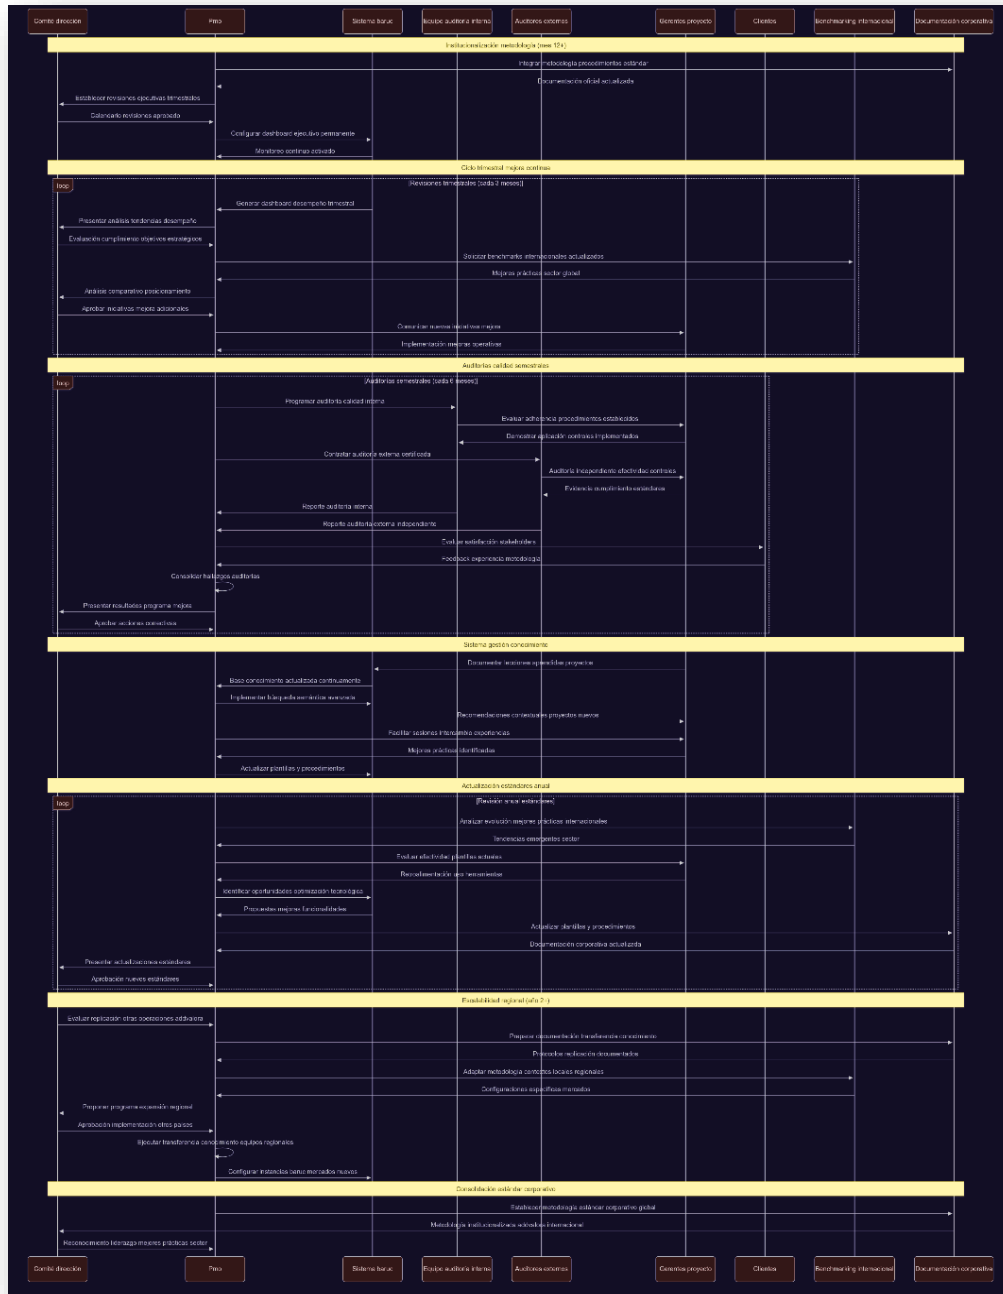 Comité dirección
Pmo
Sistema baruc
Equipo auditoría interna
Auditores externos
Gerentes proyecto
Clientes
Benchmarking internacional
Documentación corporativa
Institucionalización metodología (mes 12+)
Integrar metodología procedimientos estándar
Documentación oficial actualizada
Establecer revisiones ejecutivas trimestrales
Calendario revisiones aprobado
Configurar dashboard ejecutivo permanente
Monitoreo continuo activado
Ciclo trimestral mejora continua
loop
[Revisiones trimestrales (cada 3 meses)]
Generar dashboard desempeño trimestral
Presentar análisis tendencias desempeño
Evaluación cumplimiento objetivos estratégicos
Solicitar benchmarks internacionales actualizados
Mejores prácticas sector global
Análisis comparativo posicionamiento
Aprobar iniciativas mejora adicionales
Comunicar nuevas iniciativas mejora
Implementación mejoras operativas
Auditorías calidad semestrales
loop
[Auditorías semestrales (cada 6 meses)]
Programar auditoría calidad interna
Evaluar adherencia procedimientos establecidos
Demostrar aplicación controles implementados
Contratar auditoría externa certificada
Auditoría independiente efectividad controles
Evidencia cumplimiento estándares
Reporte auditoría interna
Reporte auditoría externa independiente
Evaluar satisfacción stakeholders
Feedback experiencia metodología
Consolidar hallazgos auditorías
Presentar resultados programa mejora
Aprobar acciones correctivas
Sistema gestión conocimiento
Documentar lecciones aprendidas proyectos
Base conocimiento actualizada continuamente
Implementar búsqueda semántica avanzada
Recomendaciones contextuales proyectos nuevos
Facilitar sesiones intercambio experiencias
Mejores prácticas identificadas
Actualizar plantillas y procedimientos
Actualización estándares anual
loop
[Revisión anual estándares]
Analizar evolución mejores prácticas internacionales
Tendencias emergentes sector
Evaluar efectividad plantillas actuales
Retroalimentación uso herramientas
Identificar oportunidades optimización tecnológica
Propuestas mejoras funcionalidades
Actualizar plantillas y procedimientos
Documentación corporativa actualizada
Presentar actualizaciones estándares
Aprobación nuevos estándares
Escalabilidad regional (año 2+)
Evaluar replicación otras operaciones addvalora
Preparar documentación transferencia conocimiento
Protocolos replicación documentados
Adaptar metodología contextos locales regionales
Configuraciones específicas mercados
Proponer programa expansión regional
Aprobación implementación otros países
Ejecutar transferencia conocimiento equipos regionales
Configurar instancias baruc mercados nuevos
Consolidación estándar corporativo
Establecer metodología estándar corporativo global
Metodología institucionalizada addvalora internacional
Reconocimiento liderazgo mejores prácticas sector
Comité dirección
Pmo
Sistema baruc
Equipo auditoría interna
Auditores externos
Gerentes proyecto
Clientes
Benchmarking internacional
Documentación corporativa